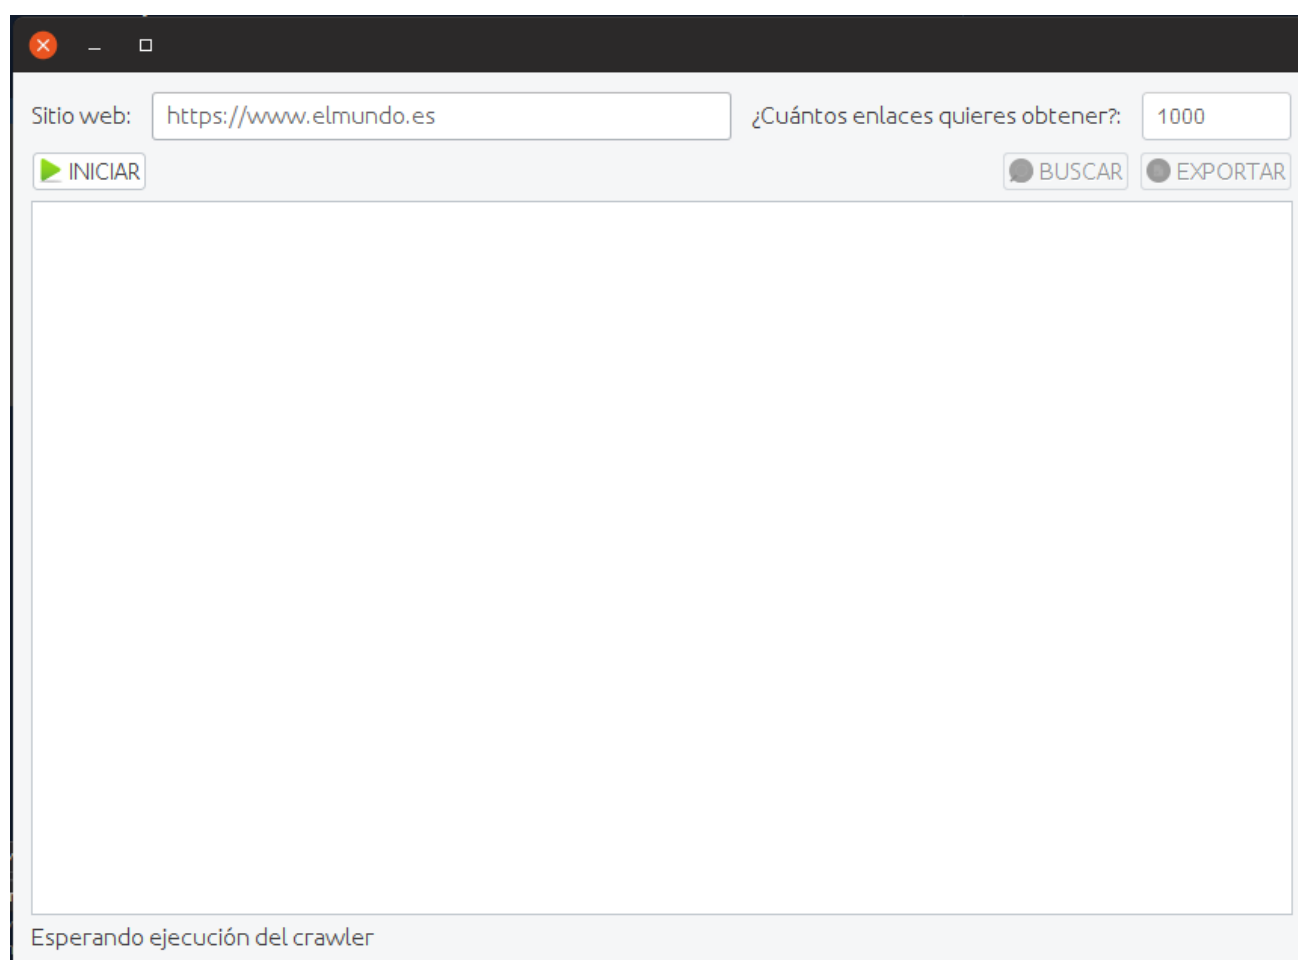 Sitio web: https://www.elmundo.es ¿Cuántos enlaces quieres obtener?: 1000
INICIAR BUSCAR EXPORTAR
Esperando ejecución del crawler